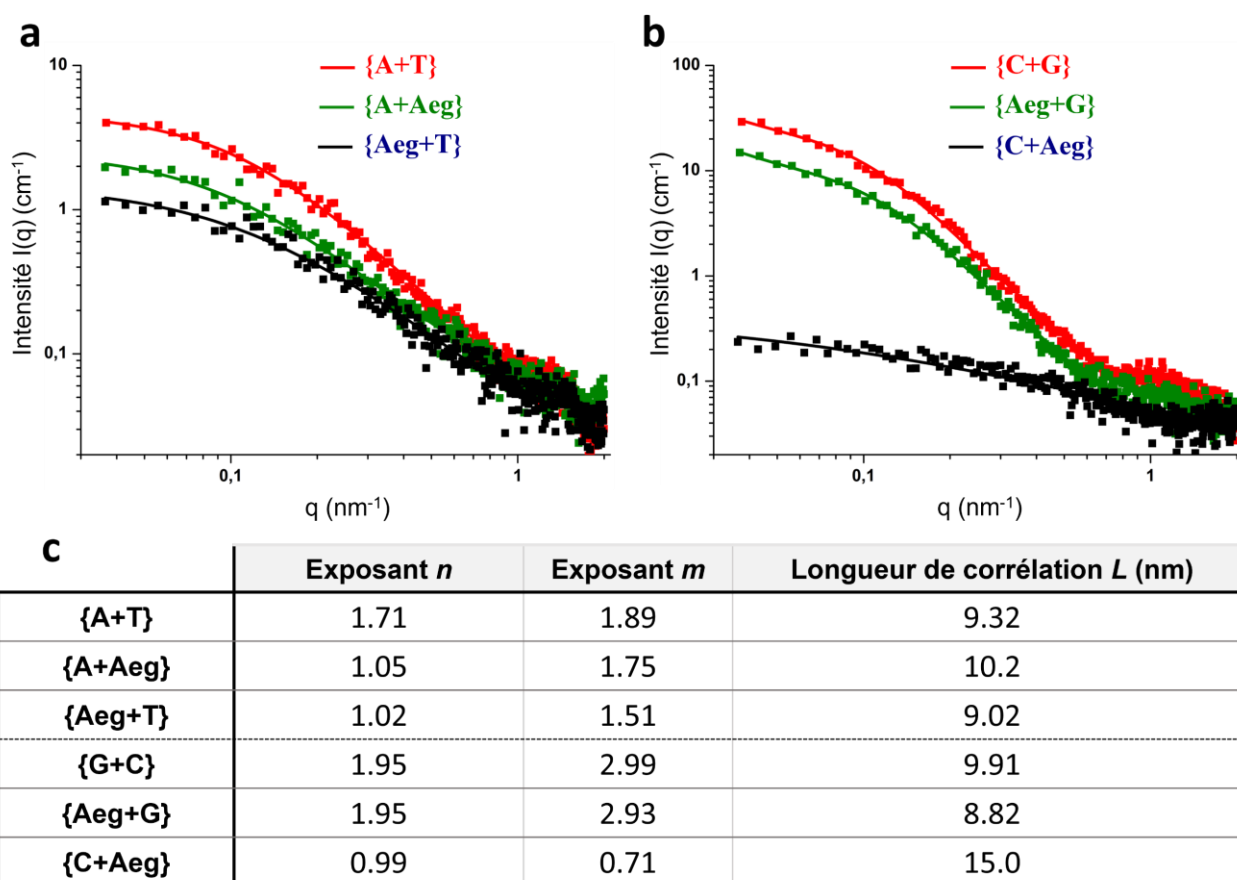 a
{A+T}
{A+Aeg}
{Aeg+T}
Intensité I(q) (cm-1)
10
1
0,1
0,1
1
q (nm-1)
b
{C+G}
{Aeg+G}
{C+Aeg}
Intensité I(q) (cm-1)
100
10
1
0,1
0,1
1
q (nm-1)
c
Exposant n Exposant m Longueur de corrélation L (nm)
{A+T} 1.71 1.89 9.32
{A+Aeg} 1.05 1.75 10.2
{Aeg+T} 1.02 1.51 9.02
{G+C} 1.95 2.99 9.91
{Aeg+G} 1.95 2.93 8.82
{C+Aeg} 0.99 0.71 15.0